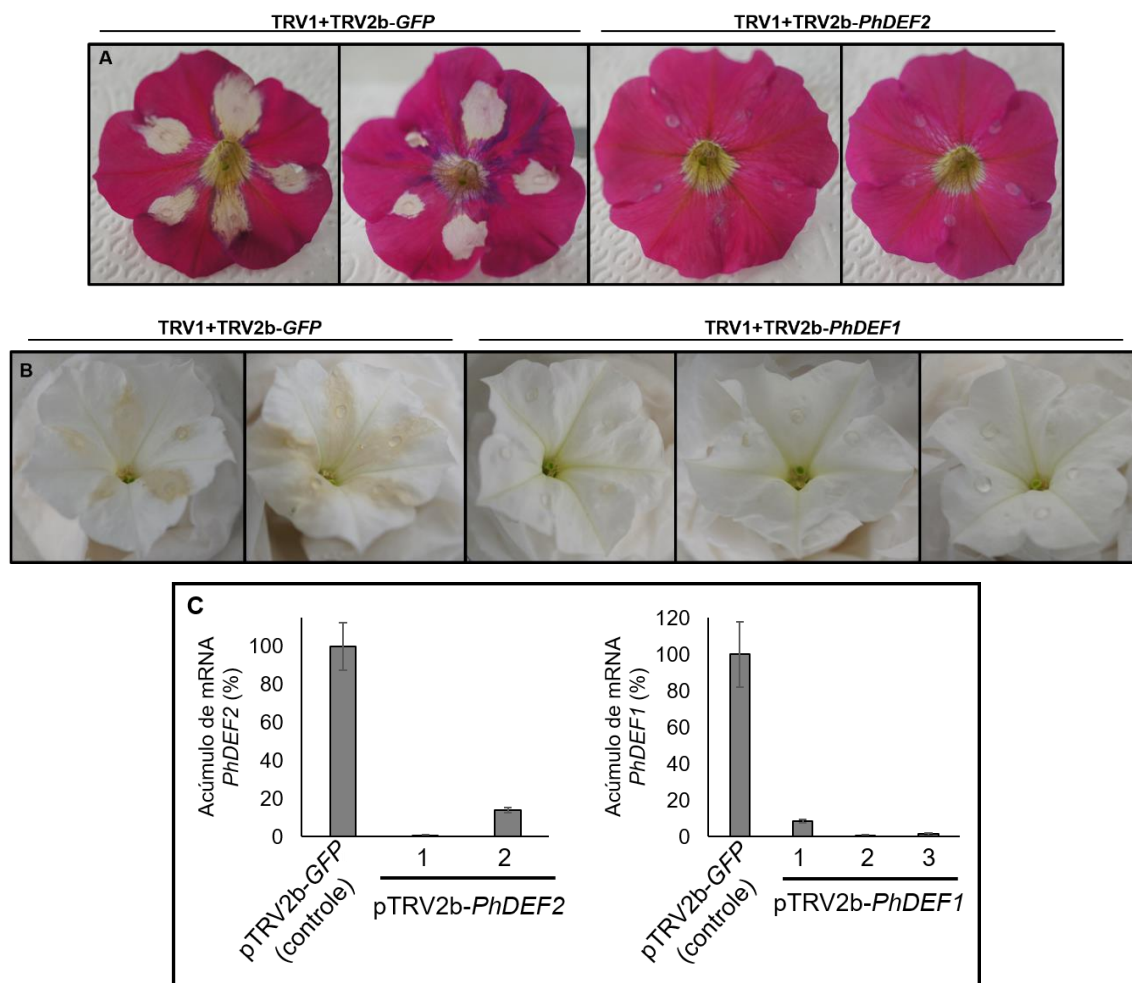 TRV1+TRV2b-GFP
TRV1+TRV2b-PhDEF2
A
TRV1+TRV2b-GFP
TRV1+TRV2b-PhDEF1
B
C
Acúmulo de mRNA
PhDEF2 (%)
100
80
60
40
20
0
pTRV2b-GFP
(controle)
1
2
pTRV2b-PhDEF2
Acúmulo de mRNA
PhDEF1 (%)
120
100
80
60
40
20
0
pTRV2b-GFP
(controle)
1
2
3
pTRV2b-PhDEF1